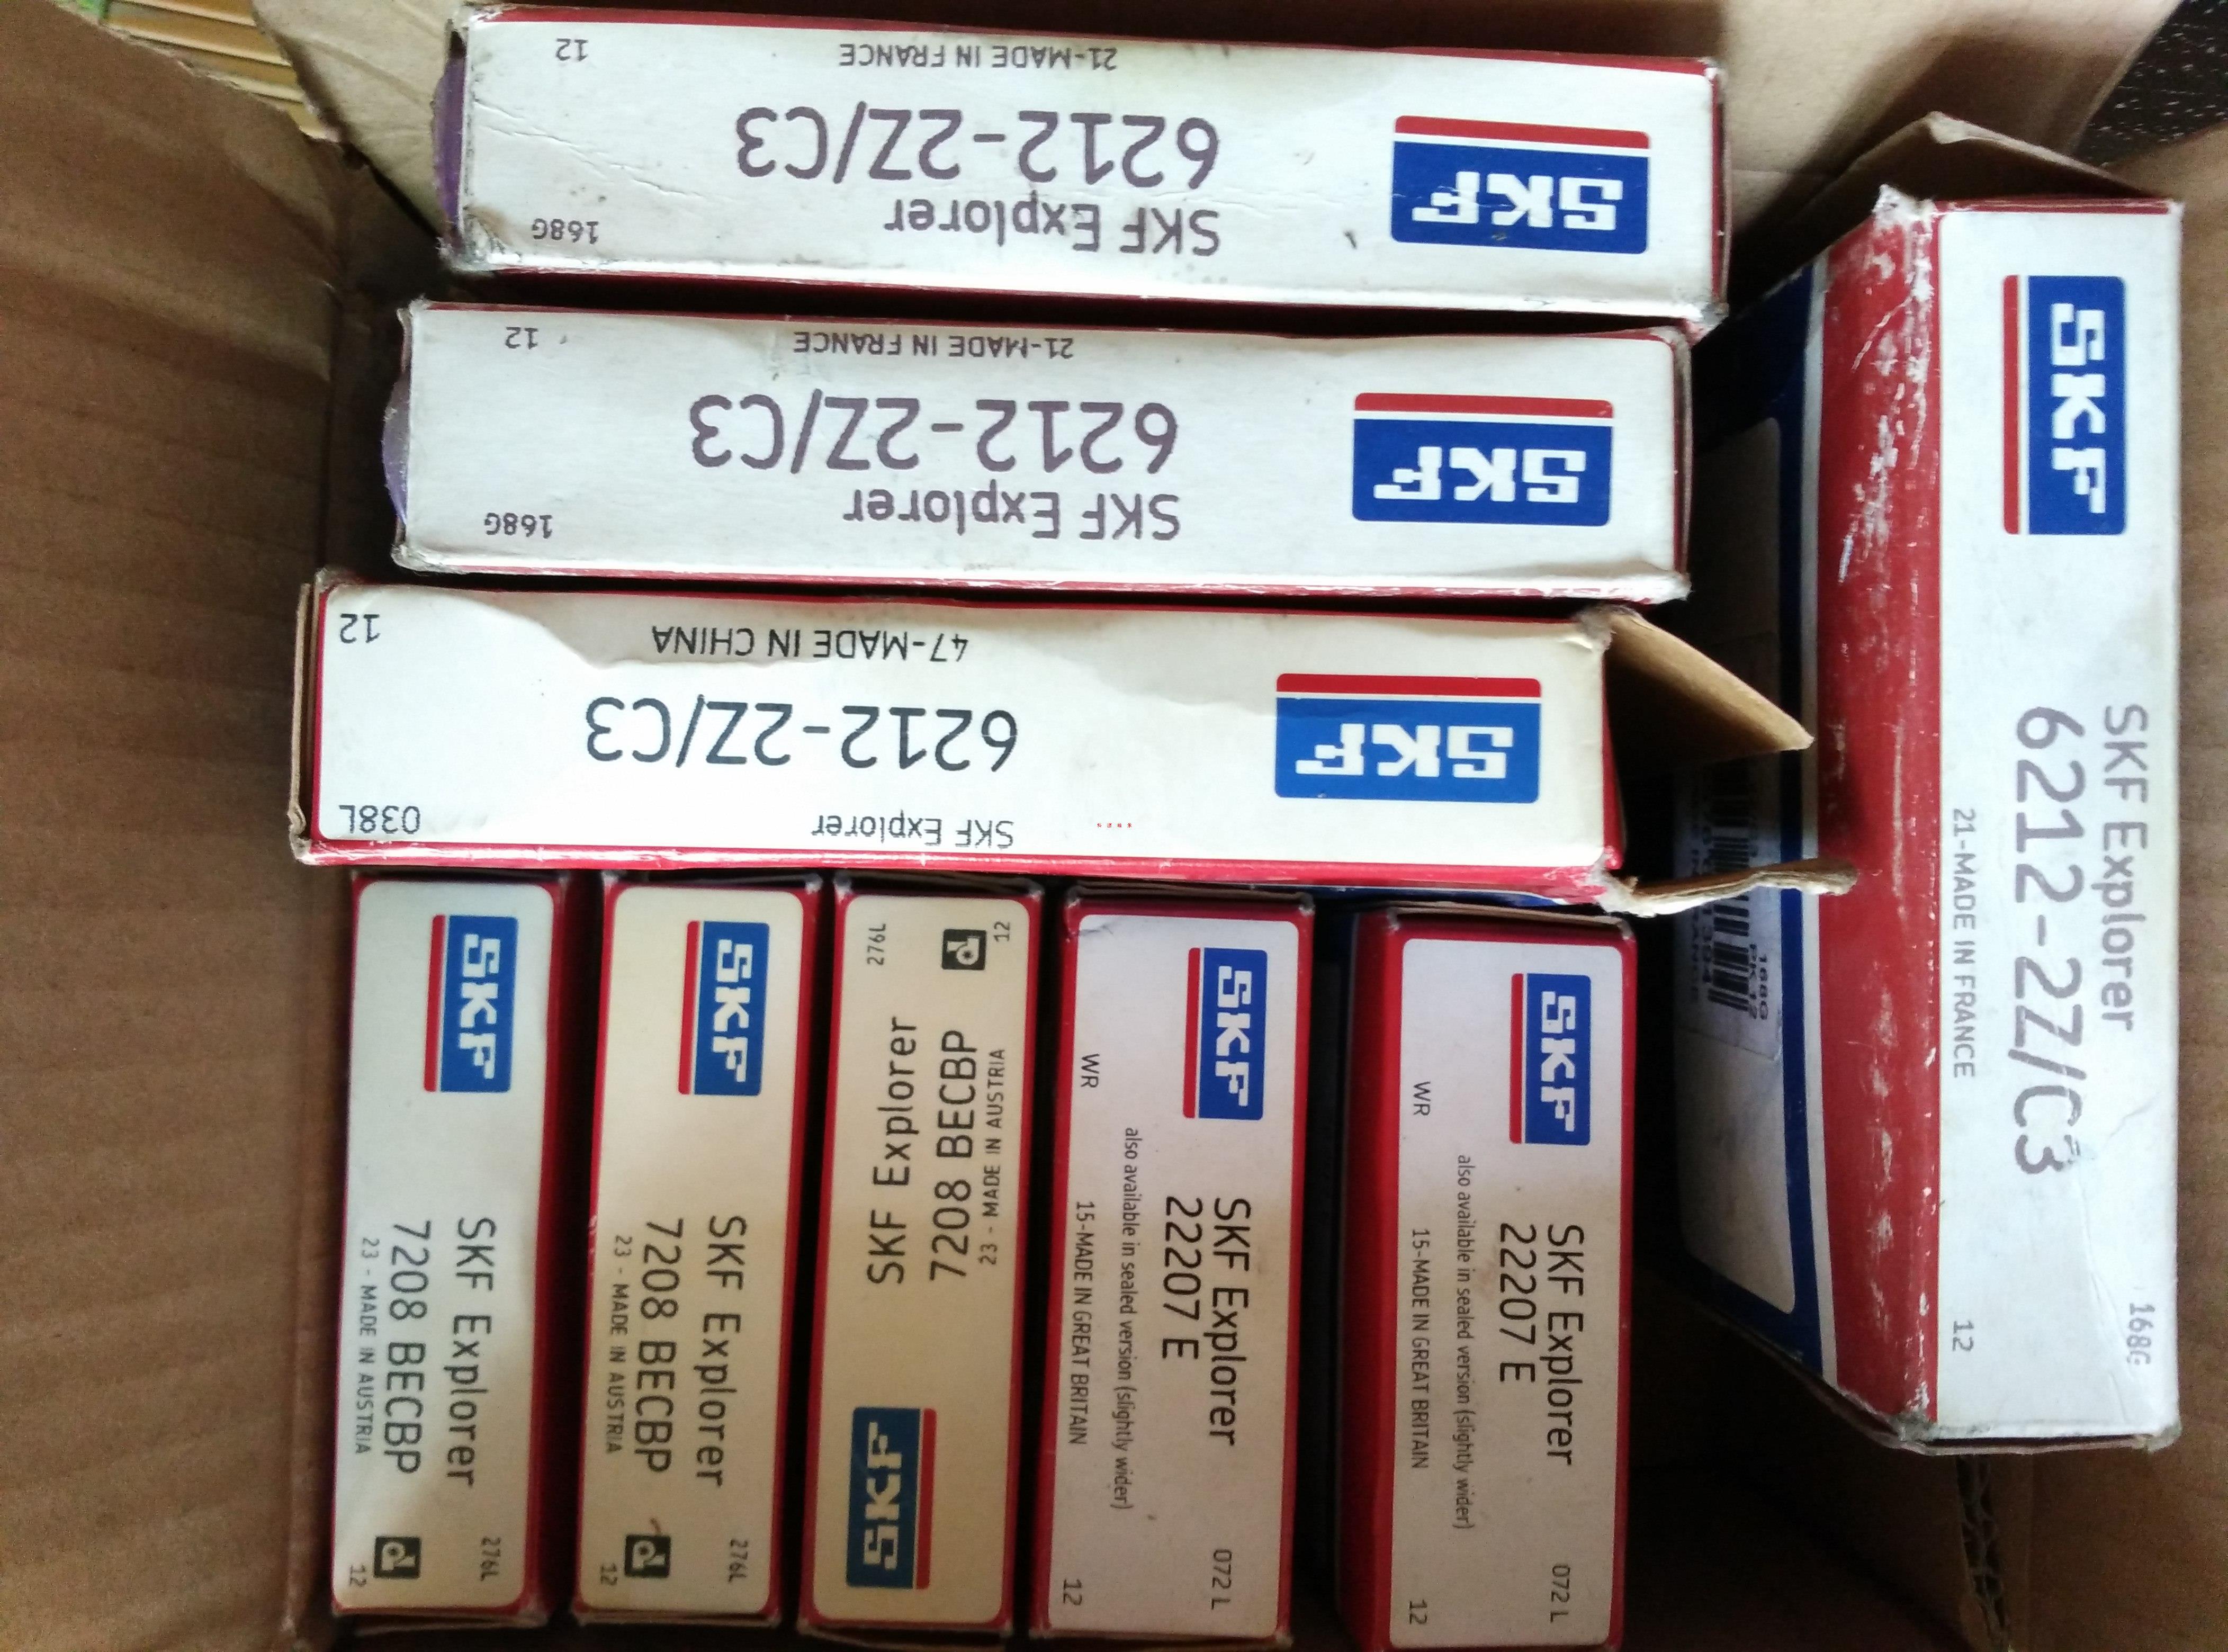 12
21-MADE IN FRANCE
6212-2Z/C3
SKF Explorer
168G
SKF
12
21-MADE IN FRANCE
6212-2Z/C3
SKF Explorer
168G
SKF
12
47-MADE IN CHINA
6212-2Z/C3
SKF Explorer
038L
SKF
SKF
SKF Explorer
6212-2Z/C3
21-MADE IN FRANCE
168G
12
SKF
SKF Explorer
7208 BECBP
23 - MADE IN AUSTRIA
276L
12
SKF
SKF Explorer
7208 BECBP
23 - MADE IN AUSTRIA
276L
12
276L
12
SKF Explorer
7208 BECBP
23 - MADE IN AUSTRIA
SKF
SKF
WR
SKF Explorer
22207 E
also available in sealed version (slightly wider)
15-MADE IN GREAT BRITAIN
072 L
12
SKF
WR
SKF Explorer
22207 E
also available in sealed version (slightly wider)
15-MADE IN GREAT BRITAIN
072 L
12
168G